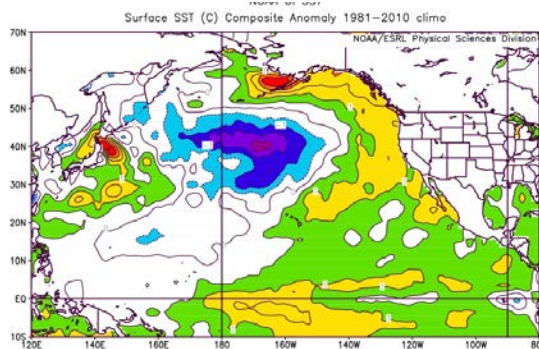 Surface SST (C) Composite Anomaly 1981-2010 climo
NOAA/ESRL Physical Sciences Division
70N
60N
50N
40N
30N
20N
10N
EQ
10S
120E
140E
160E
180
160W
140W
120W
100W